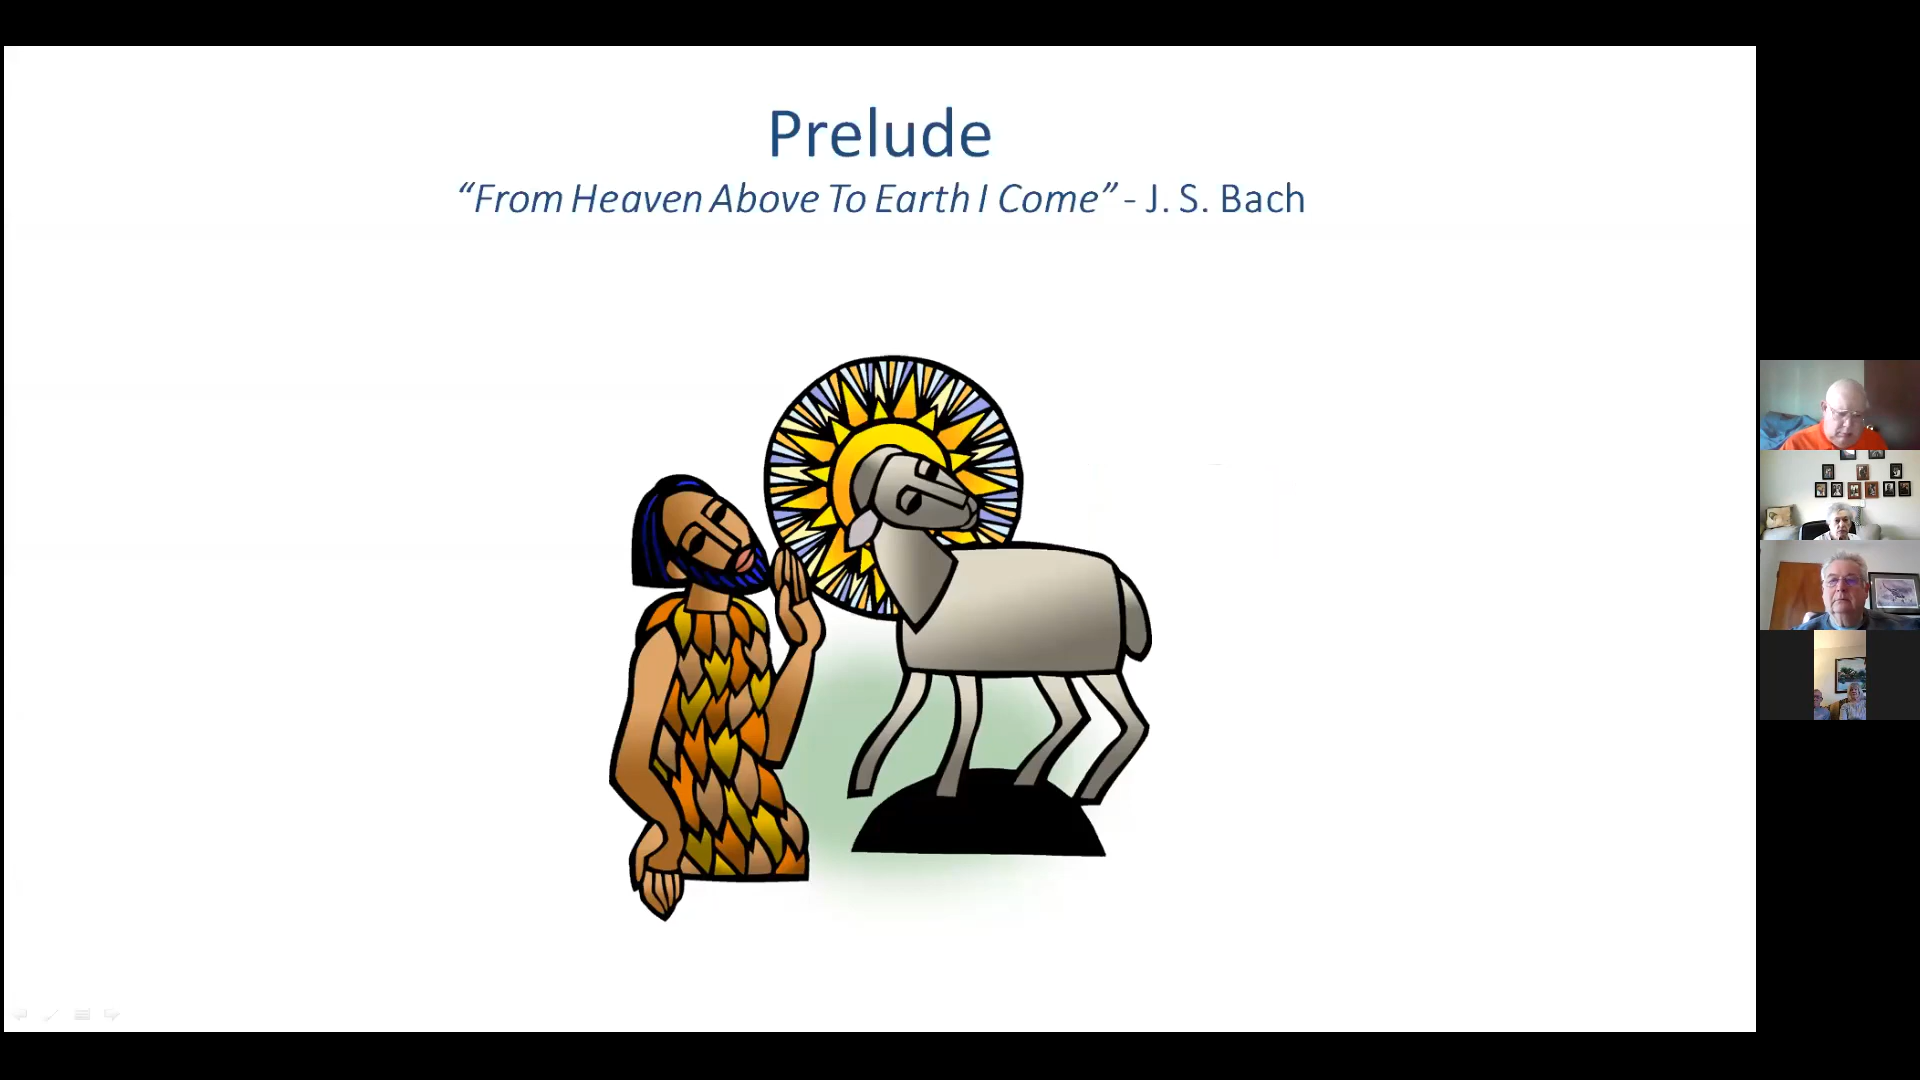 Prelude
“From Heaven Above To Earth I Come” - J. S. Bach